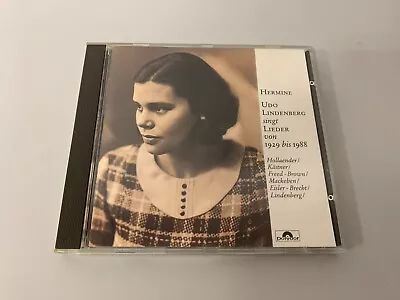 HERMINE
UDO
LINDENBERG
singt
LIEDER
von
1929 bis 1988
Hollaender/
Kästner/
Freed-Brown/
Mackeben/
Eisler-Brecht/
Lindenberg/
polydor